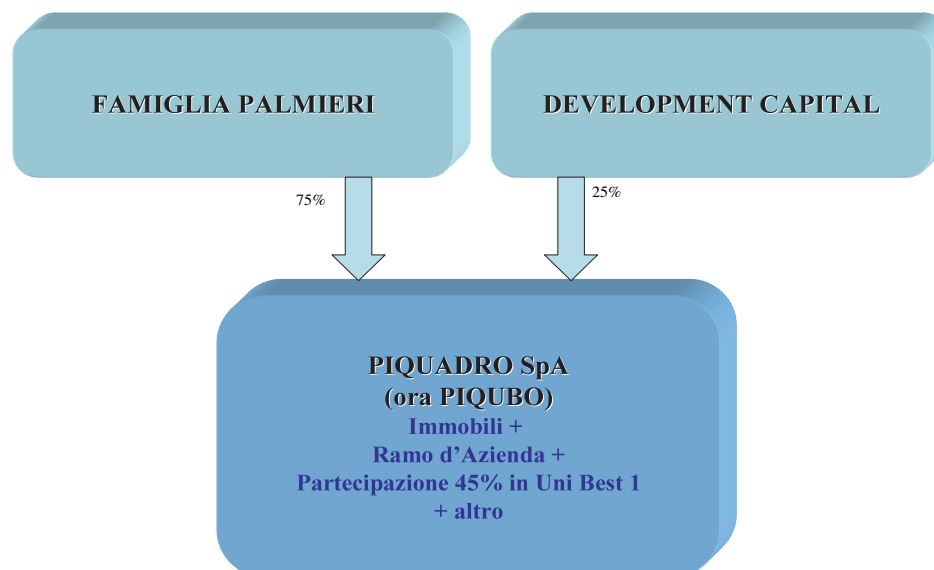 FAMIGLIA PALMIERI
DEVELOPMENT CAPITAL
75%
25%
PIQUADRO SpA
(ora PIQUBO)
Immobili +
Ramo d’Azienda +
Partecipazione 45% in Uni Best 1
+ altro